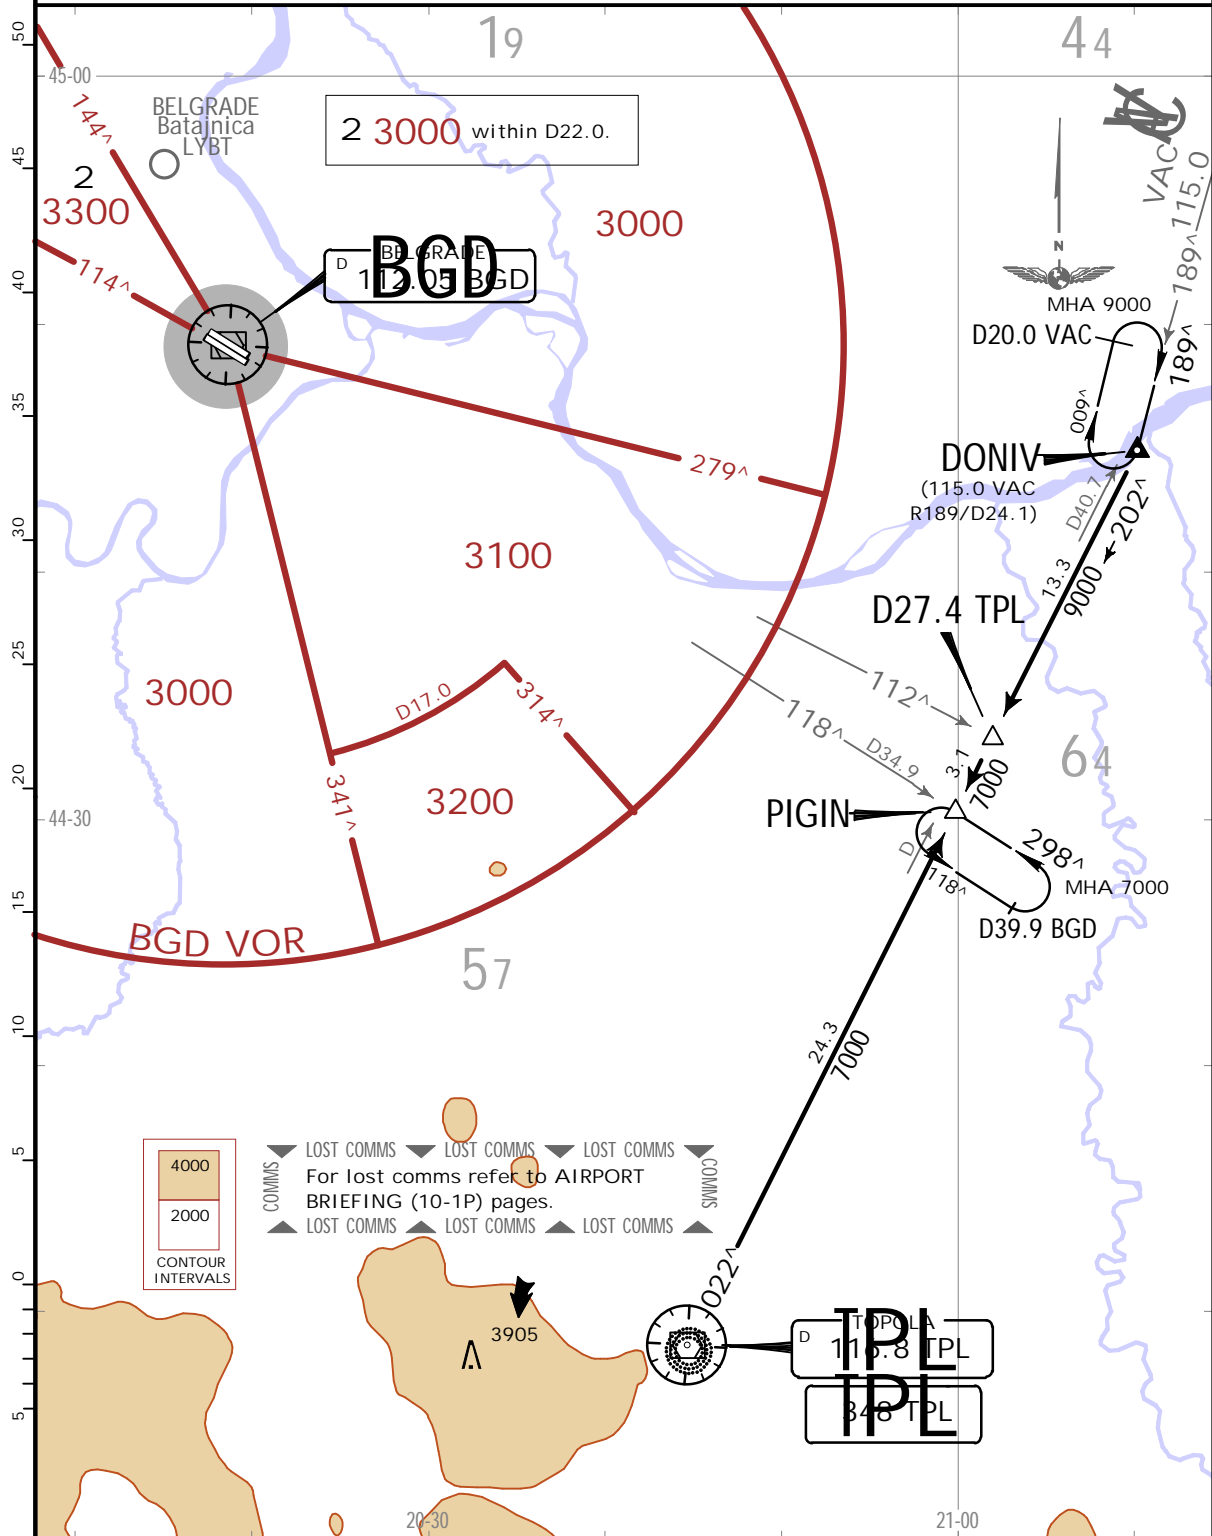 19
44
50
45-00
BELGRADE
Batajnica
LYBT
144^
2 3000 within D22.0.
VAC
115.0
189^
45
2
3300
3000
114^
BGD
BELGRADE
D
112.05 BGD
N
MHA 9000
D20.0 VAC
189^
009^
40
35
DONIV
(115.0 VAC
R189/D24.1)
279^
D40.7
202^
9000
13.3
30
3100
D27.4 TPL
25
3000
D17.0
314^
112^
118^
D34.9
3.1
7000
64
20
341^
3200
PIGIN
44-30
298^
118^
D
MHA 7000
D39.9 BGD
15
BGD VOR
57
10
24.3
7000
5
4000
2000
CONTOUR
INTERVALS
LOST COMMS LOST COMMS LOST COMMS
COMMS
For lost comms refer to AIRPORT
BRIEFING (10-1P) pages.
COMMS
LOST COMMS LOST COMMS LOST COMMS
0
022^
3905
TPL
TOPOLA
D
116.8 TPL
TPL
348 TPL
5
20-30
21-00